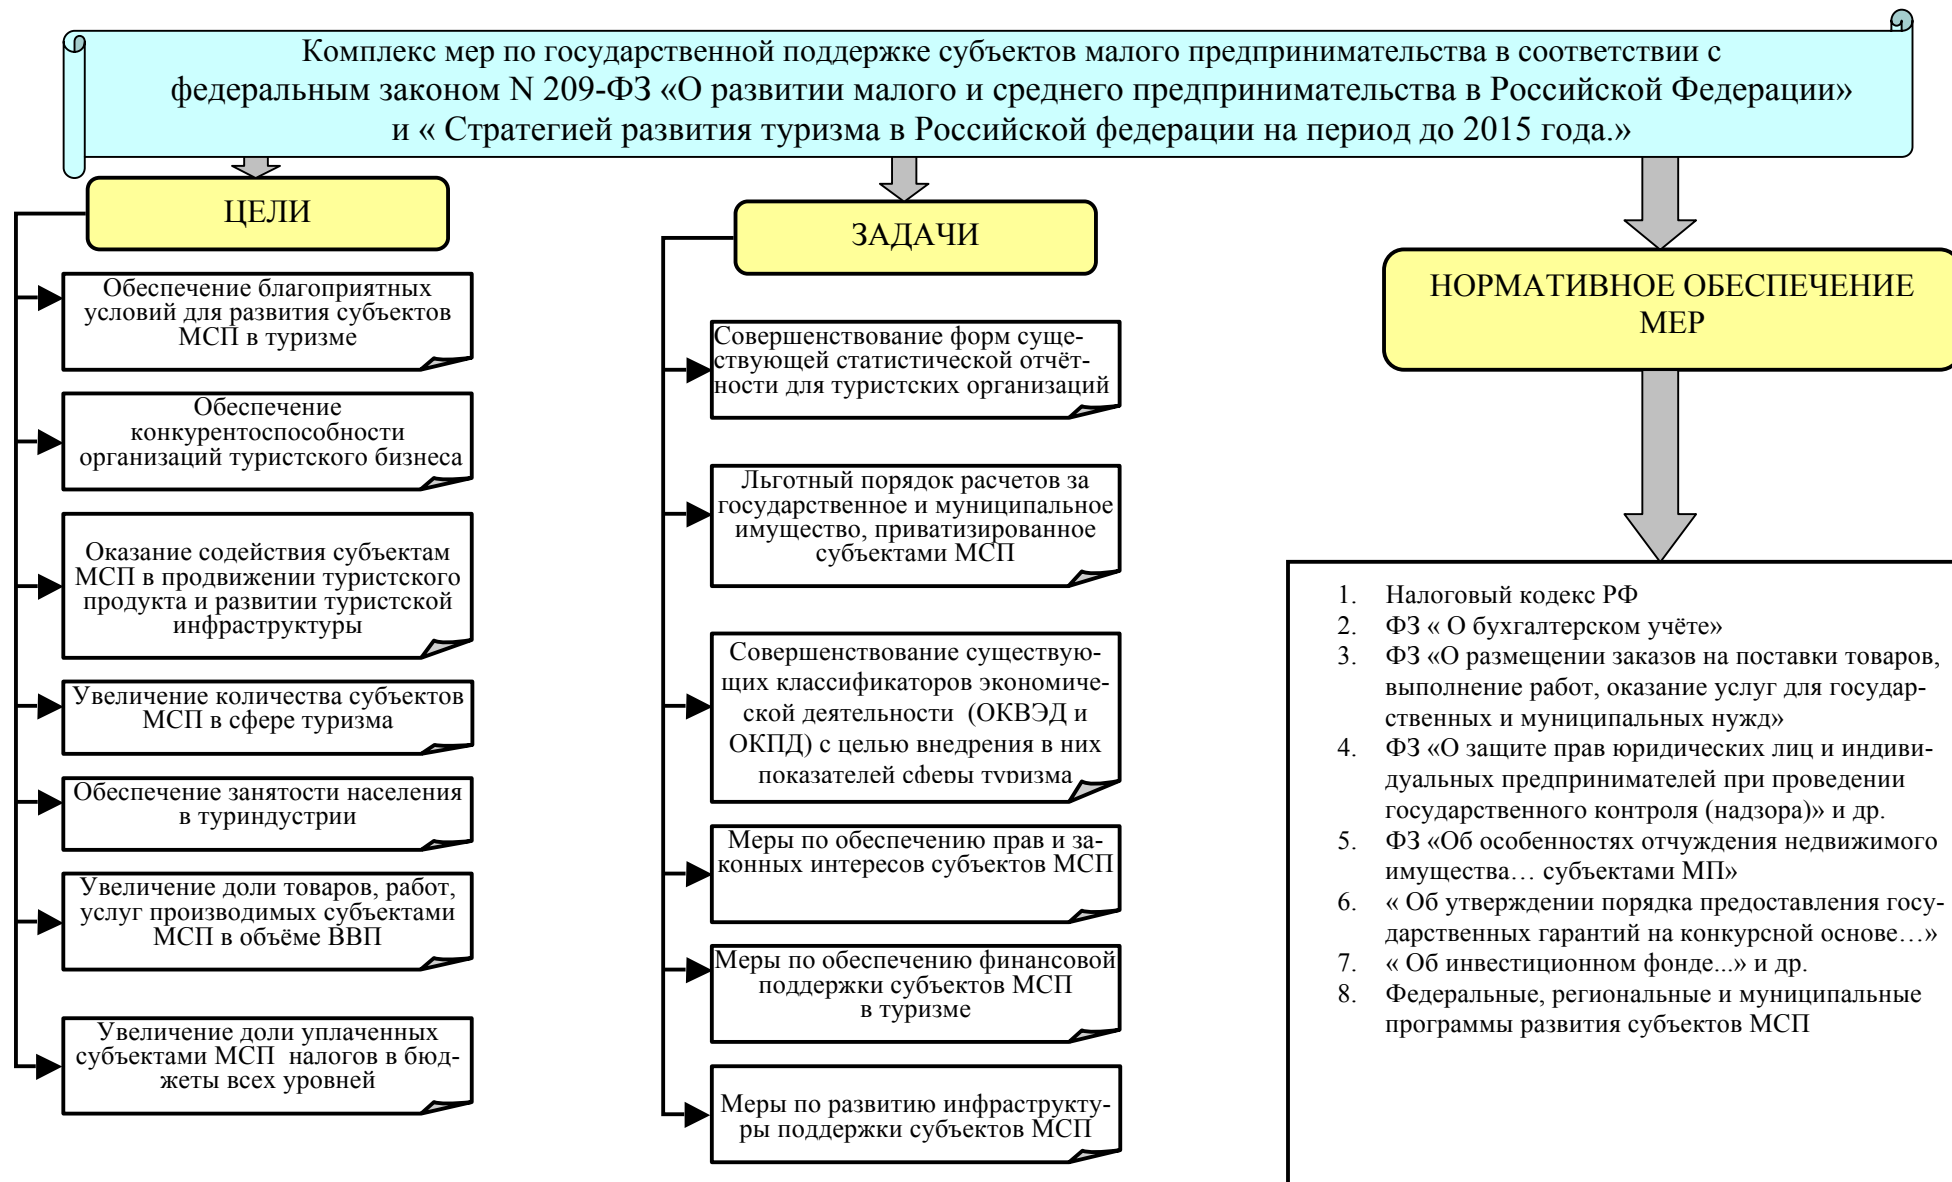 Комплекс мер по государственной поддержке субъектов малого предпринимательства в соответствии с
федеральным законом N 209-ФЗ «О развитии малого и среднего предпринимательства в Российской Федерации»
и « Стратегией развития туризма в Российской федерации на период до 2015 года.»
ЦЕЛИ
Обеспечение благоприятных
условий для развития субъектов
МСП в туризме
Обеспечение
конкурентоспособности
организаций туристского бизнеса
Оказание содействия субъектам
МСП в продвижении туристского
продукта и развитии туристской
инфраструктуры
Увеличение количества субъектов
МСП в сфере туризма
Обеспечение занятости населения
в туриндустрии
Увеличение доли товаров, работ,
услуг производимых субъектами
МСП в объёме ВВП
Увеличение доли уплаченных
субъектами МСП налогов в бюд-
жеты всех уровней
ЗАДАЧИ
Совершенствование форм суще-
ствующей статистической отчёт-
ности для туристских организаций
Льготный порядок расчетов за
государственное и муниципальное
имущество, приватизированное
субъектами МСП
Совершенствование существую-
щих классификаторов экономиче-
ской деятельности (ОКВЭД и
ОКПД) с целью внедрения в них
показателей сферы туризма
Меры по обеспечению прав и за-
конных интересов субъектов МСП
Меры по обеспечению финансовой
поддержки субъектов МСП
в туризме
Меры по развитию инфраструкту-
ры поддержки субъектов МСП
НОРМАТИВНОЕ ОБЕСПЕЧЕНИЕ
МЕР
1. Налоговый кодекс РФ
2. ФЗ « О бухгалтерском учёте»
3. ФЗ «О размещении заказов на поставки товаров,
выполнение работ, оказание услуг для государ-
ственных и муниципальных нужд»
4. ФЗ «О защите прав юридических лиц и индиви-
дуальных предпринимателей при проведении
государственного контроля (надзора)» и др.
5. ФЗ «Об особенностях отчуждения недвижимого
имущества… субъектами МП»
6. « Об утверждении порядка предоставления госу-
дарственных гарантий на конкурсной основе…»
7. « Об инвестиционном фонде...» и др.
8. Федеральные, региональные и муниципальные
программы развития субъектов МСП